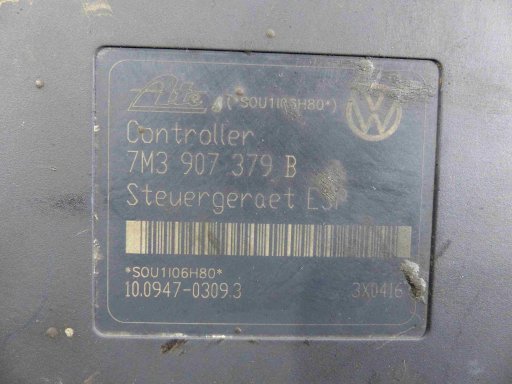 Ate (*SOU1I06H80*)
Controller
7M3 907 379 B
Steuergeraet ESP
*SOU1I06H80*
10.0947-0309.3 3X0416